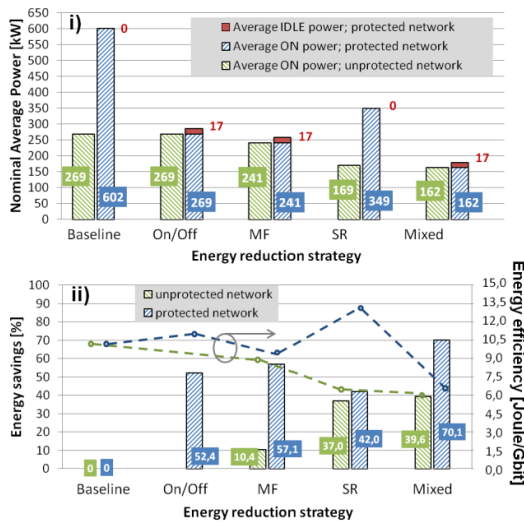 i)
Nominal Average Power [kW]
650
600
550
500
450
400
350
300
250
200
150
100
50
0
Average IDLE power; protected network
Average ON power; protected network
Average ON power; unprotected network
0
17
17
0
17
269
602
269
269
241
241
169
349
162
162
Baseline
On/Off
MF
SR
Mixed
Energy reduction strategy
ii)
Energy savings [%]
100
90
80
70
60
50
40
30
20
10
0
unprotected network
protected network
Energy efficiency [Joule/Gbit]
15,0
13,5
12,0
10,5
9,0
7,5
6,0
4,5
3,0
1,5
0,0
0
0
52,4
10,4
57,1
37,0
42,0
39,6
70,1
Baseline
On/Off
MF
SR
Mixed
Energy reduction strategy